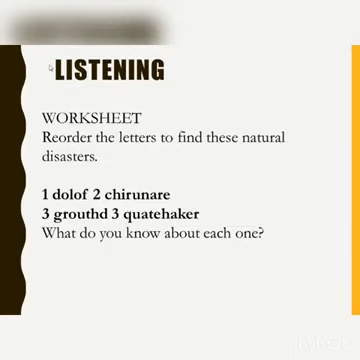 LISTENING
WORKSHEET
Reorder the letters to find these natural
disasters.
1 dolof 2 chirunare
3 grouthd 3 quatehaker
What do you know about each one?